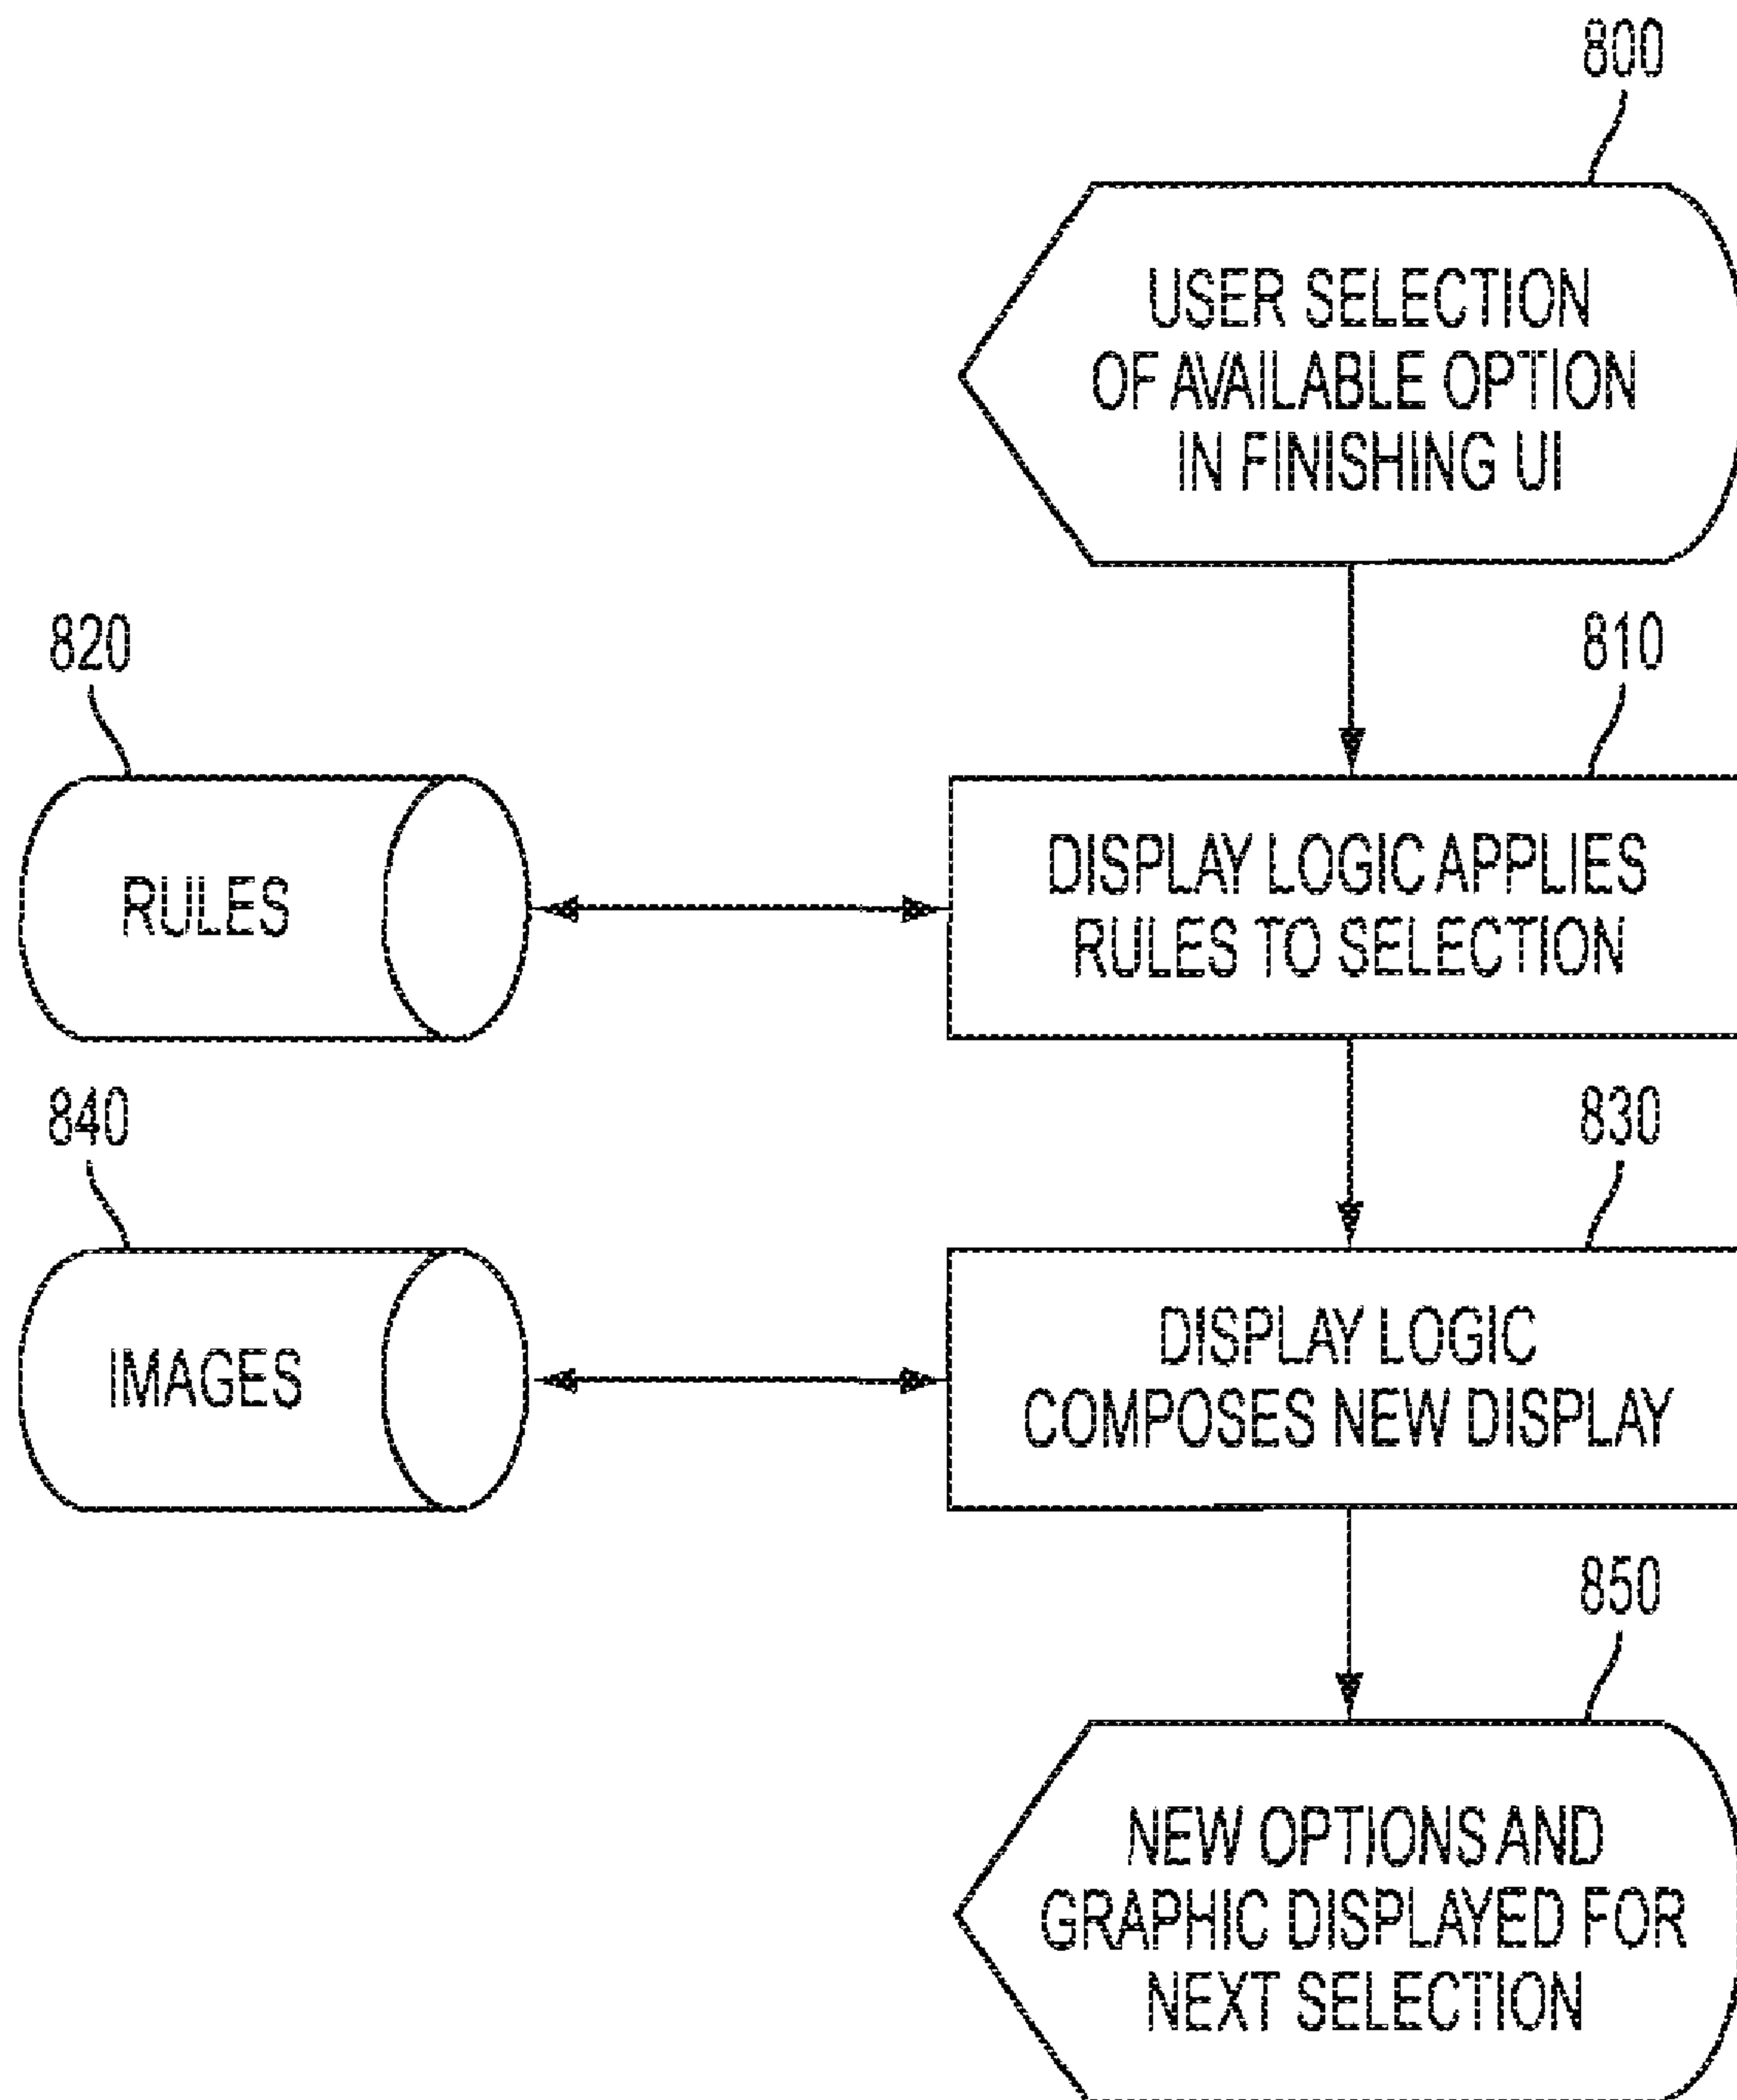 800
USER SELECTION
OF AVAILABLE OPTION
IN FINISHING UI
820
810
RULES
DISPLAY LOGIC APPLIES
RULES TO SELECTION
840
830
IMAGES
DISPLAY LOGIC
COMPOSES NEW DISPLAY
850
NEW OPTIONS AND
GRAPHIC DISPLAYED FOR
NEXT SELECTION